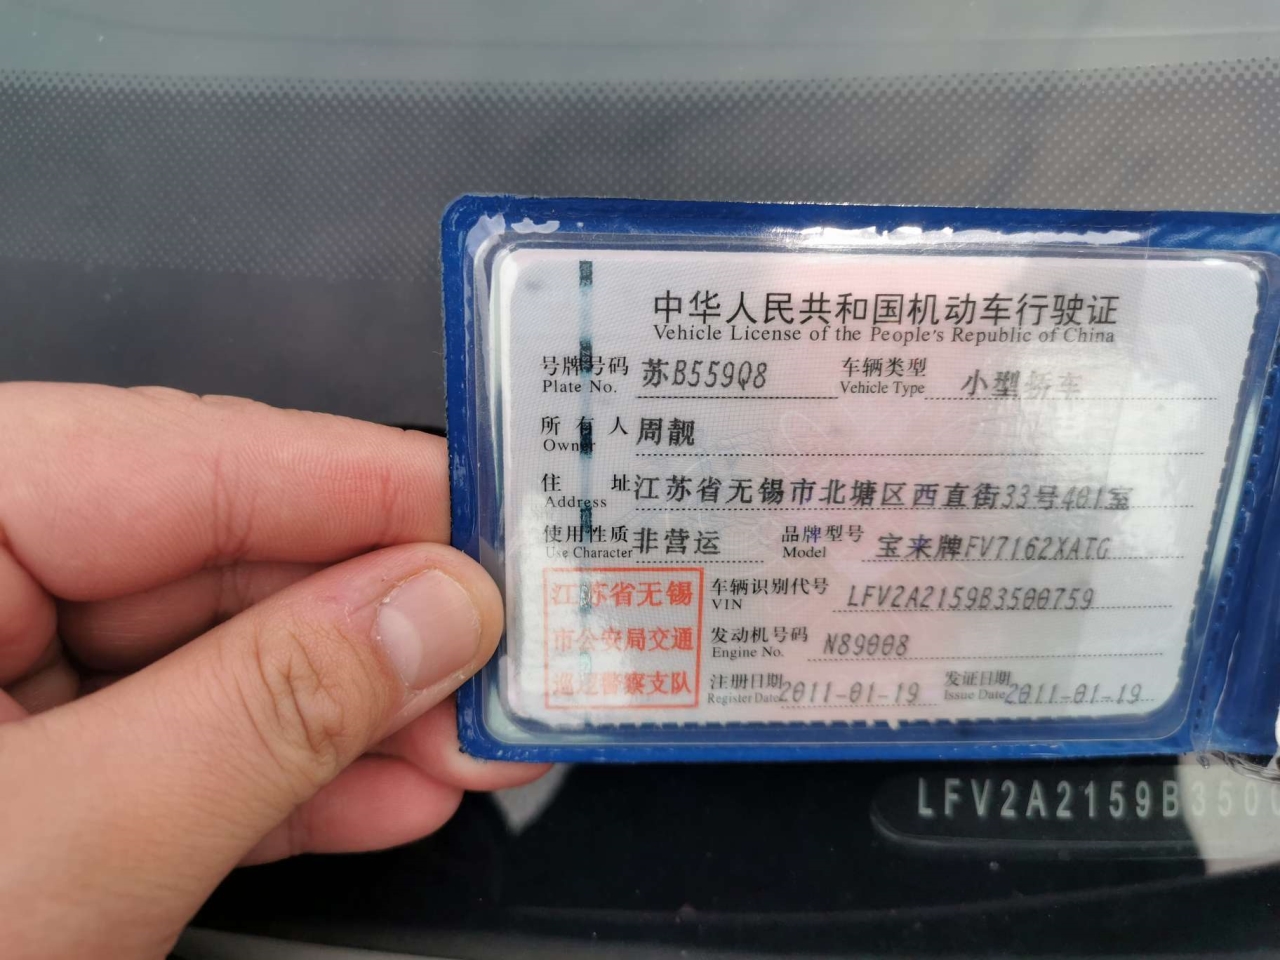 中华人民共和国机动车行驶证
Vehicle License of the People's Republic of China
号牌号码 苏B559Q8 车辆类型 小型轿车
Plate No. Vehicle Type
所有人 周靓
Owner
住址 江苏省无锡市北塘区西直街33号401室
Address
使用性质 非营运 品牌型号 宝来牌FV7162XATG
Use Character Model
江苏省无锡
市公安局交通
巡逻警察支队
车辆识别代号 LFV2A2159B3500759
VIN
发动机号码 N89008
Engine No.
注册日期 2011-01-19 发证日期 2011-01-19
Register Date Issue Date
LFV2A2159B3500